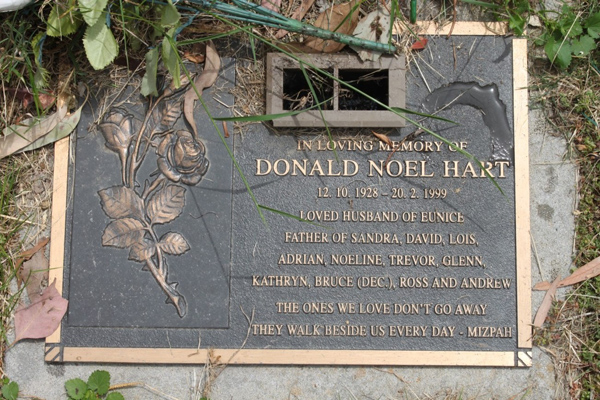 IN LOVING MEMORY OF
DONALD NOEL HART
12. 10. 1928 - 20. 2. 1999
LOVED HUSBAND OF EUNICE
FATHER OF SANDRA, DAVID, LOIS,
ADRIAN, NOELINE, TREVOR, GLENN,
KATHRYN, BRUCE (DEC.), ROSS AND ANDREW
THE ONES WE LOVE DON'T GO AWAY
THEY WALK BESIDE US EVERY DAY - MIZPAH